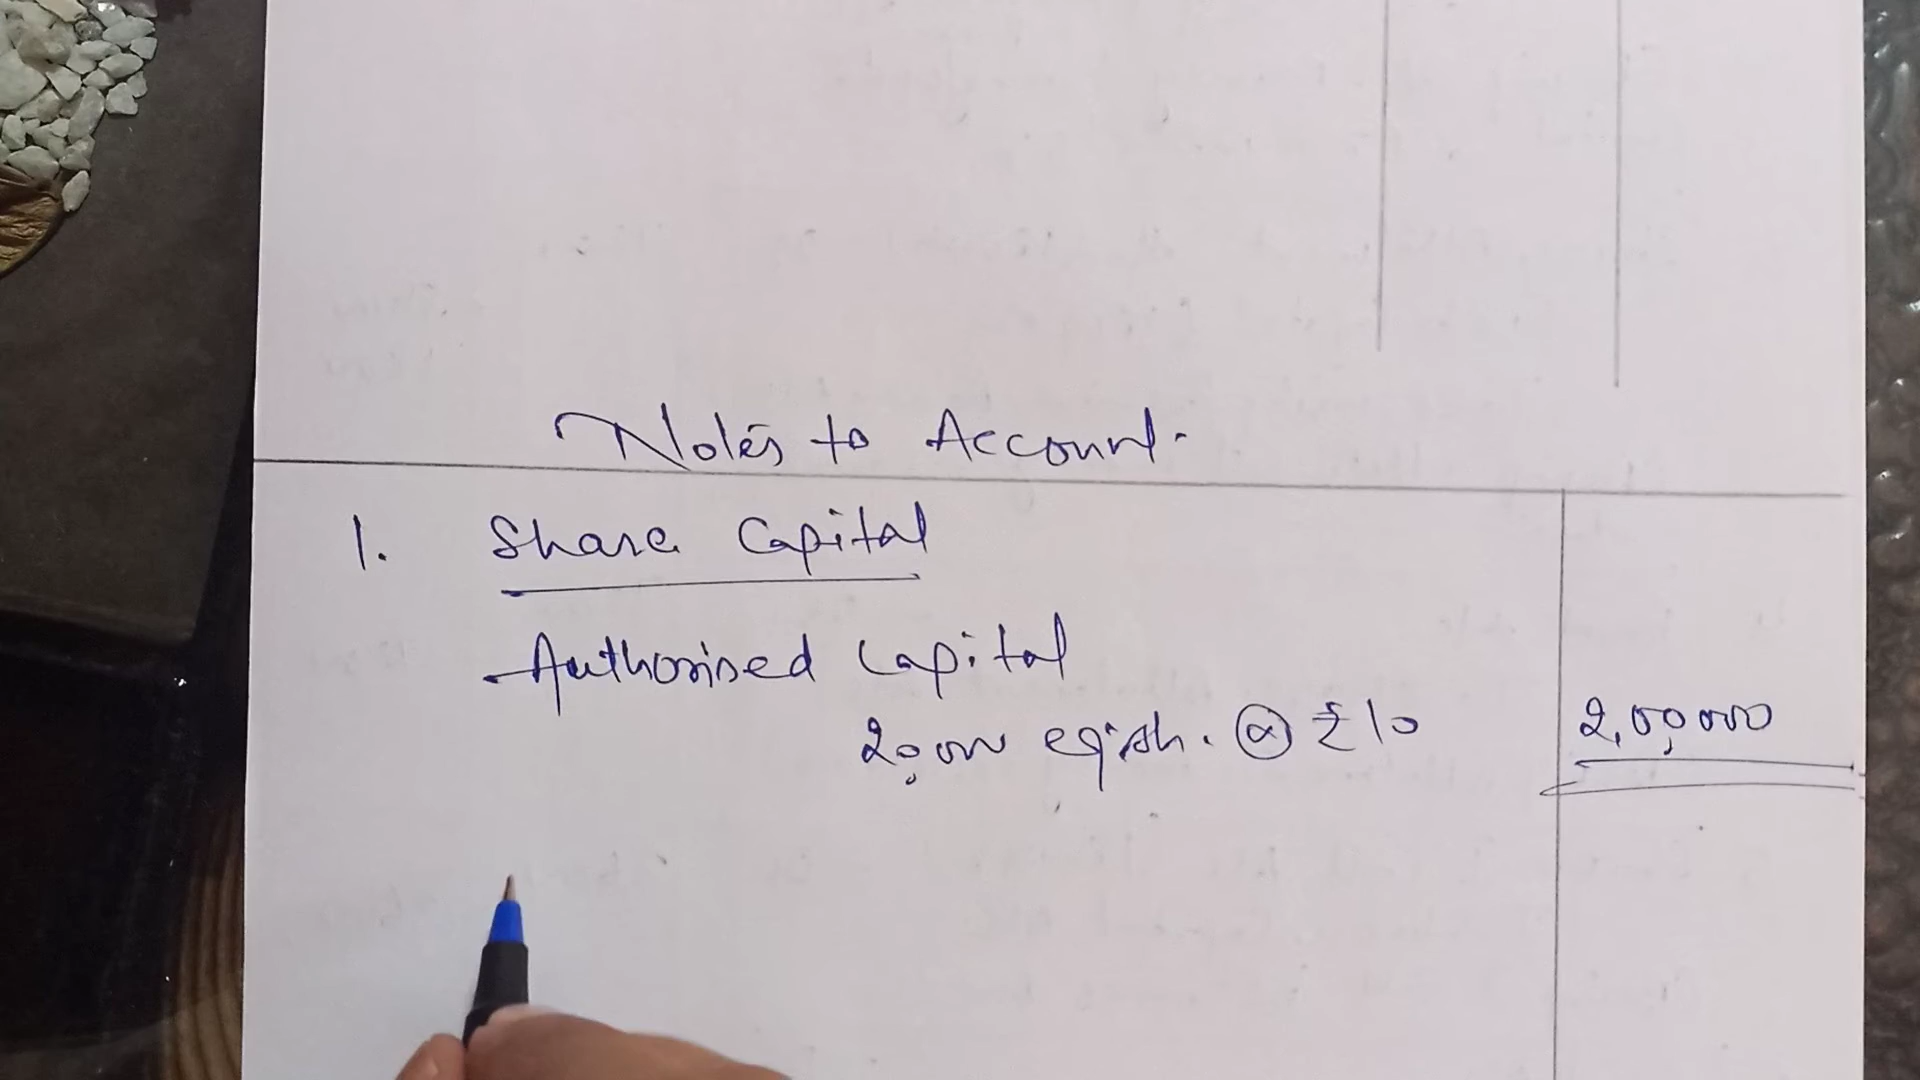 Notes to Account.
1. Share Capital
Authorised Capital
20,000 eq. sh. @ ₹10 2,00,000